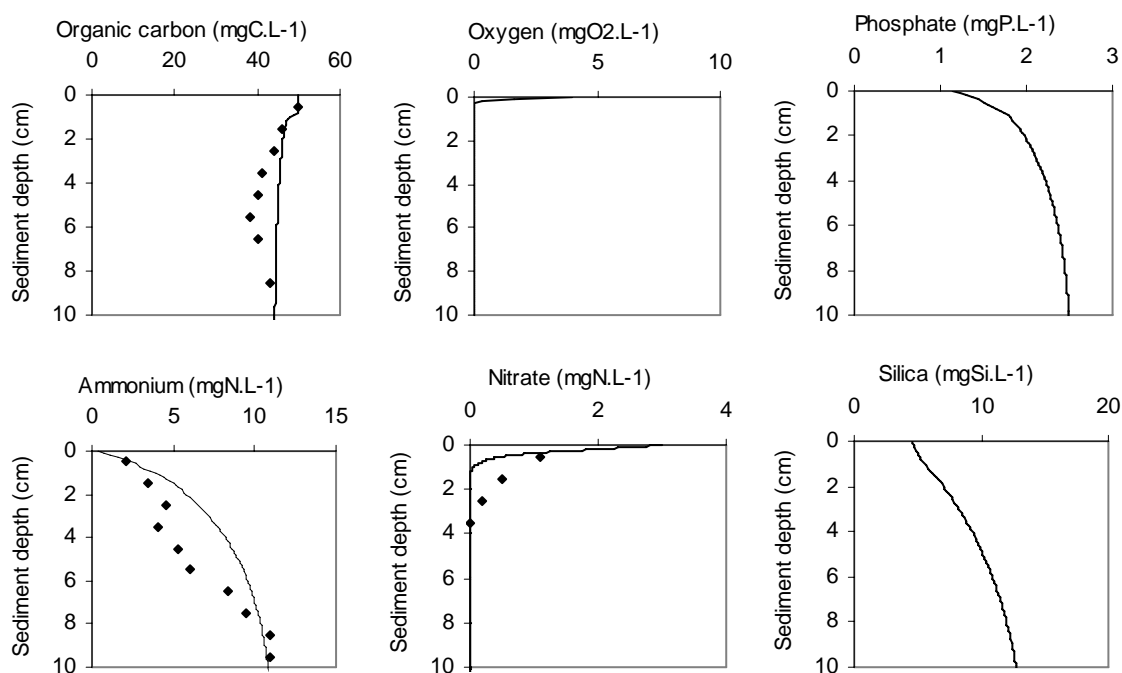 Organic carbon (mgC.L-1)
0 20 40 60
0
2
4
6
8
10
Sediment depth (cm)
Oxygen (mgO2.L-1)
0 5 10
0
2
4
6
8
10
Sediment depth (cm)
Phosphate (mgP.L-1)
0 1 2 3
0
2
4
6
8
10
Sediment depth (cm)
Ammonium (mgN.L-1)
0 5 10 15
0
2
4
6
8
10
Sediment depth (cm)
Nitrate (mgN.L-1)
0 2 4
0
2
4
6
8
10
Sediment depth (cm)
Silica (mgSi.L-1)
0 10 20
0
2
4
6
8
10
Sediment depth (cm)